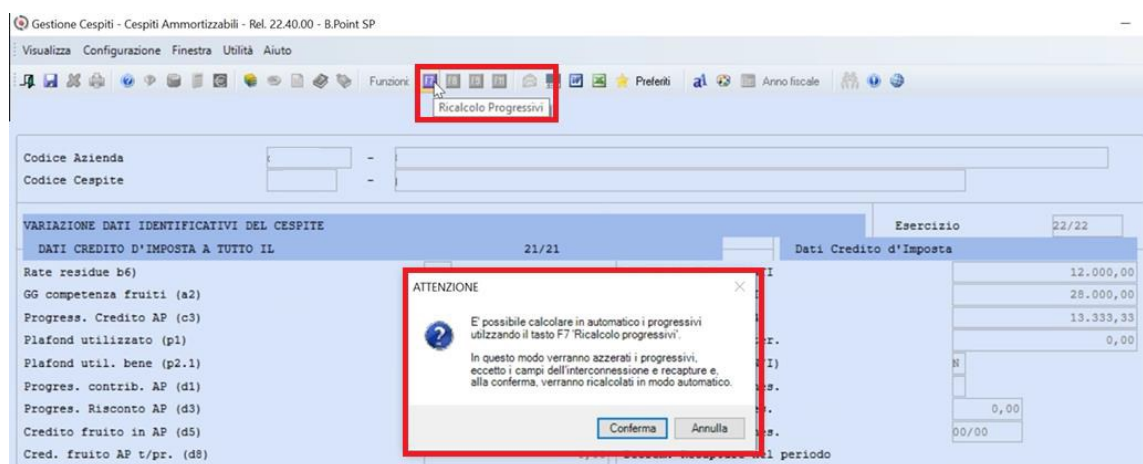 Gestione Cespiti - Cespiti Ammortizzabili - Rel. 22.40.00 - B.Point SP
Visualizza Configurazione Finestra Utilità Aiuto
Funzioni: F7 Preferiti Anno fiscale
Ricalcolo Progressivi
Codice Azienda -
Codice Cespite -
VARIAZIONE DATI IDENTIFICATIVI DEL CESPITE Esercizio 22/22
DATI CREDITO D'IMPOSTA A TUTTO IL 21/21 Dati Credito d'Imposta
Rate residue b6) 12.000,00
GG competenza fruiti (a2) 28.000,00
Progress. Credito AP (c3) 13.333,33
Plafond utilizzato (p1) 0,00
Plafond util. bene (p2.1) N
Progres. contrib. AP (d1)
Progres. Risconto AP (d3) 0,00
Credito fruito in AP (d5) 00/00
Cred. fruito AP t/pr. (d8) nel periodo
ATTENZIONE
E' possibile calcolare in automatico i progressivi
utilzzando il tasto F7 'Ricalcolo progressivi'.
In questo modo verranno azzerati i progressivi,
eccetto i campi dell'interconnessione e recapture e,
alla conferma, verranno ricalcolati in modo automatico.
Conferma Annulla